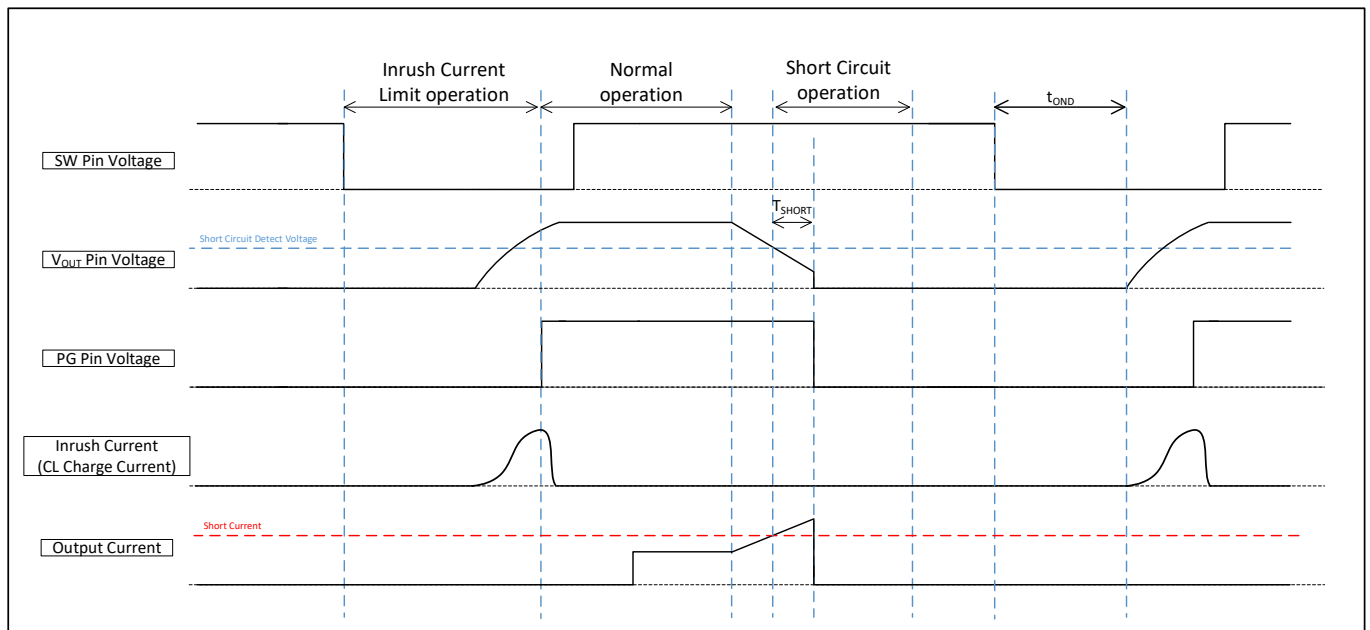 Inrush Current
Limit operation
Normal
operation
Short Circuit
operation
tOND
SW Pin Voltage
TSHORT
Short Circuit Detect Voltage
VOUT Pin Voltage
PG Pin Voltage
Inrush Current
(CL Charge Current)
Short Current
Output Current